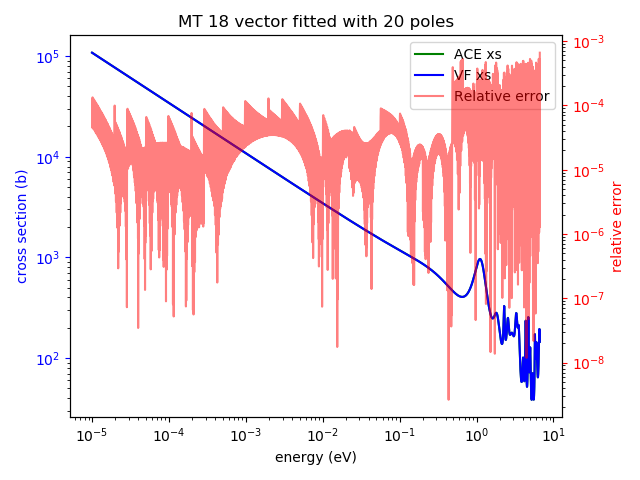 MT 18 vector fitted with 20 poles
ACE xs
VF xs
Relative error
cross section (b)
10^5
10^4
10^3
10^2
relative error
10^-3
10^-4
10^-5
10^-6
10^-7
10^-8
10^-5 10^-4 10^-3 10^-2 10^-1 10^0 10^1
energy (eV)